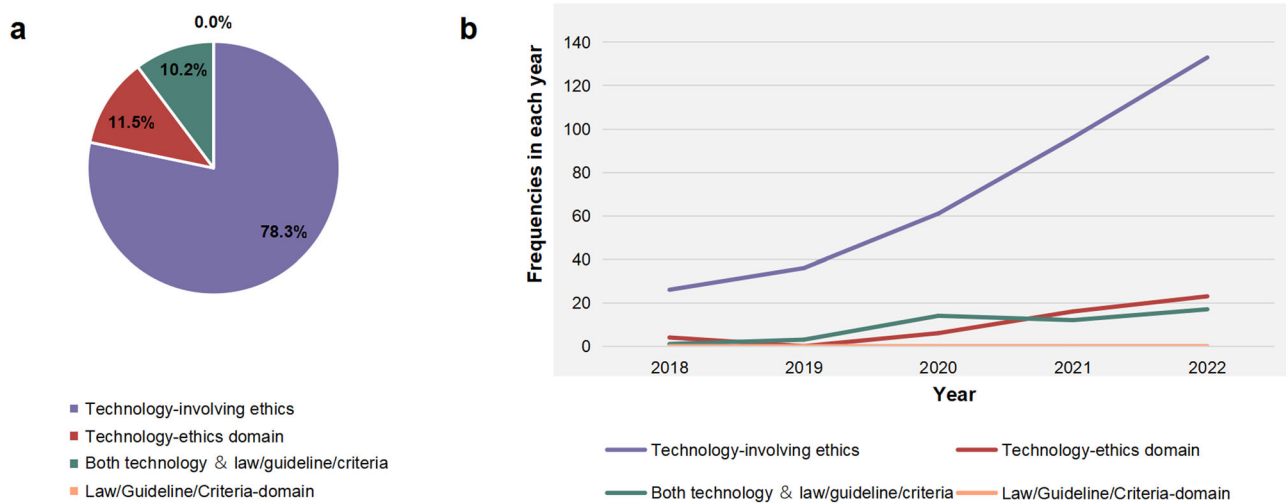 a
0.0%
10.2%
11.5%
78.3%
Technology-involving ethics
Technology-ethics domain
Both technology & law/guideline/criteria
Law/Guideline/Criteria-domain
b
Frequencies in each year
140
120
100
80
60
40
20
0
2018 2019 2020 2021 2022
Year
Technology-involving ethics Technology-ethics domain
Both technology & law/guideline/criteria Law/Guideline/Criteria-domain